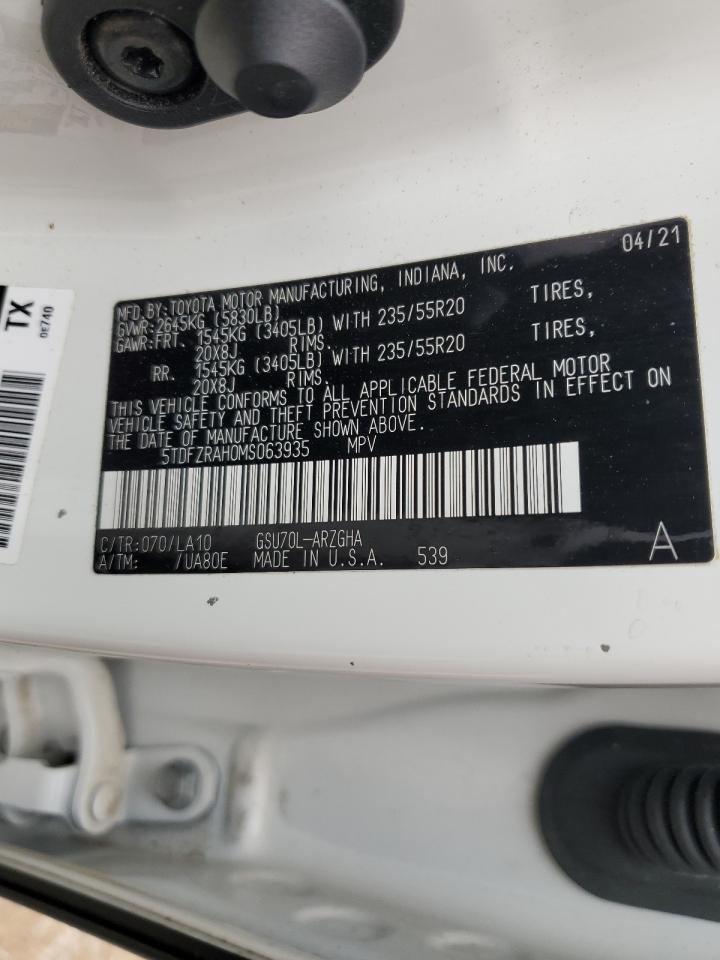 04/21
MFD.BY:TOYOTA MOTOR MANUFACTURING, INDIANA, INC.
GVWR:2645KG (5830LB)
GAWR:FRT. 1545KG (3405LB) WITH 235/55R20 TIRES,
20X8J RIMS.
RR. 1545KG (3405LB) WITH 235/55R20 TIRES,
20X8J RIMS.
THIS VEHICLE CONFORMS TO ALL APPLICABLE FEDERAL MOTOR
VEHICLE SAFETY AND THEFT PREVENTION STANDARDS IN EFFECT ON
THE DATE OF MANUFACTURE SHOWN ABOVE.
5TDFZRAH0MS063935 MPV
C/TR:070/LA10 GSU70L-ARZGHA
A/TM: /UA80E MADE IN U.S.A. 539
A
TX
0E740